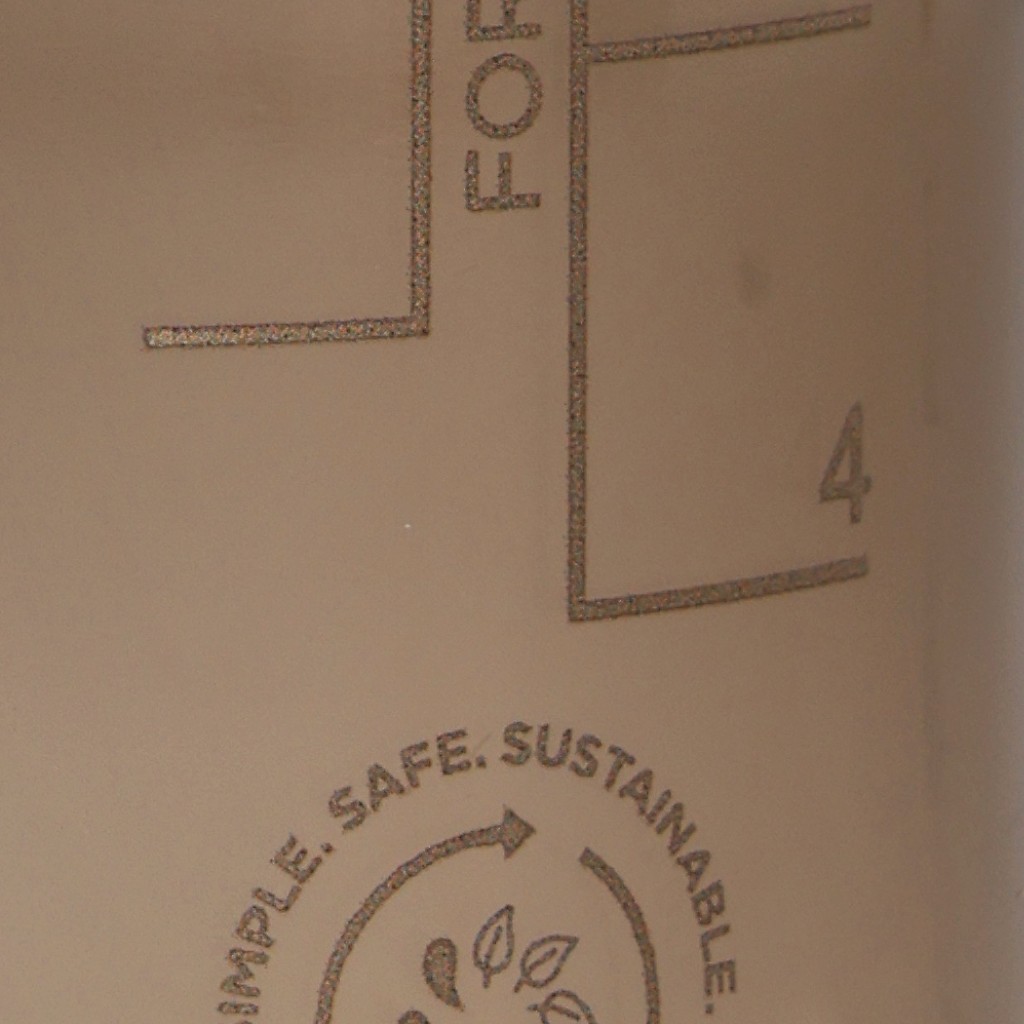 FOR
4
SIMPLE. SAFE. SUSTAINABLE.